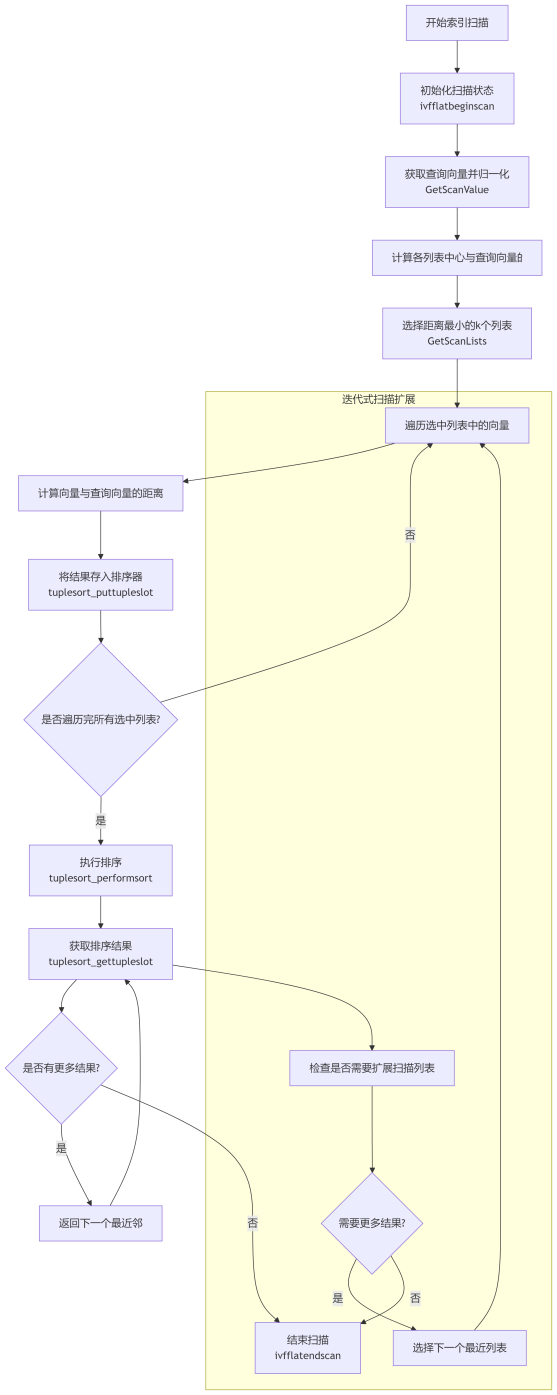 开始索引扫描
初始化扫描状态
ivfflatbeginscan
获取查询向量并归一化
GetScanValue
计算各列表中心与查询向量的
选择距离最小的k个列表
GetScanLists
迭代式扫描扩展
遍历选中列表中的向量
计算向量与查询向量的距离
否
将结果存入排序器
tuplesort_puttupleslot
是否遍历完所有选中列表?
是
执行排序
tuplesort_performsort
获取排序结果
tuplesort_gettupleslot
是否有更多结果?
检查是否需要扩展扫描列表
是
返回下一个最近邻
否
需要更多结果?
是
否
结束扫描
ivfflatendscan
选择下一个最近列表